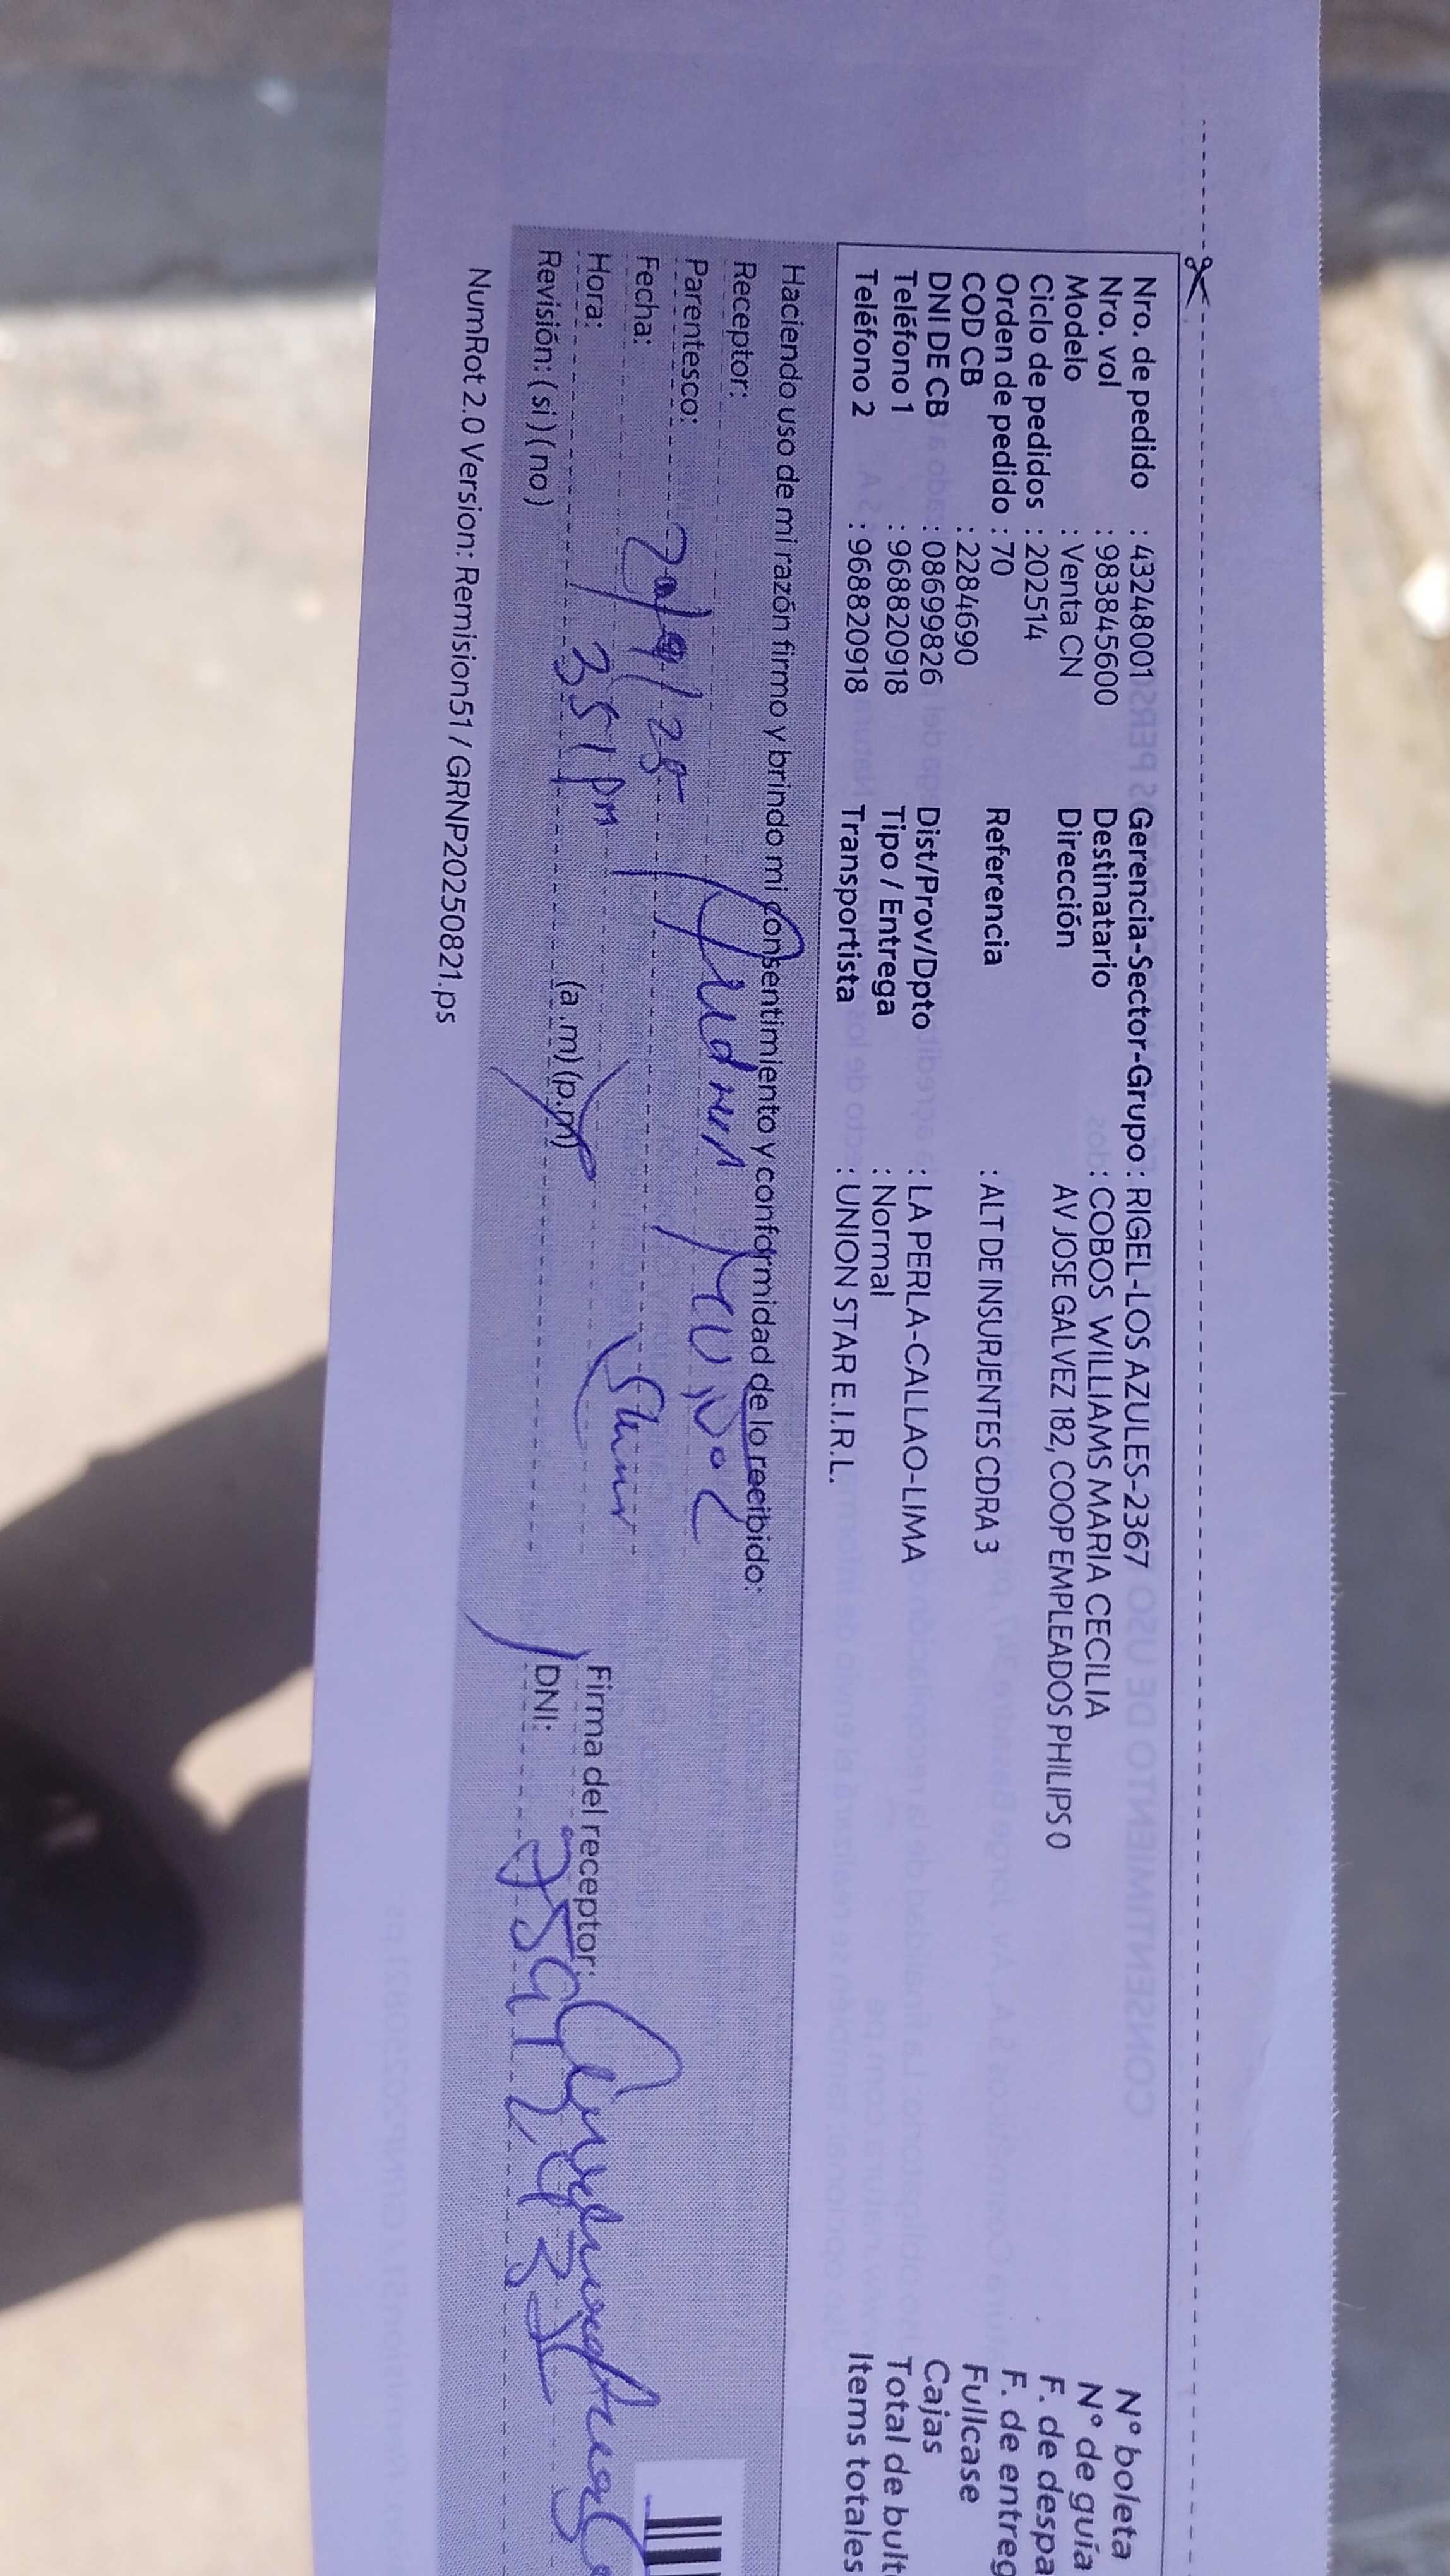 Nro. de pedido : 43248001 Gerencia-Sector-Grupo : RIGEL-LOS AZULES-2367 N° boleta
Nro. vol : 983845600 Destinatario : COBOS WILLIAMS MARIA CECILIA N° de guía
Modelo : Venta CN Dirección AV JOSE GALVEZ 182, COOP EMPLEADOS PHILIPS 0 F. de despa
Ciclo de pedidos : 202514 F. de entreg
Orden de pedido : 70 Referencia : ALT DE INSURJENTES CDRA 3 Fullcase
COD CB : 2284690 Cajas
DNI DE CB : 08699826 Dist/Prov/Dpto : LA PERLA-CALLAO-LIMA Total de bult
Teléfono 1 : 968820918 Tipo / Entrega : Normal Items totales
Teléfono 2 : 968820918 Transportista : UNION STAR E.I.R.L.
Haciendo uso de mi razón firmo y brindo mi consentimiento y conformidad de lo recibido:
Receptor:
Parentesco:
Fecha: /9/25
Hora: 351 pm Firma del receptor:
Revisión: (si) (no) (a.m) (p.m) DNI:
NumRot 2.0 Version: Remision51 / GRNP20250821.ps